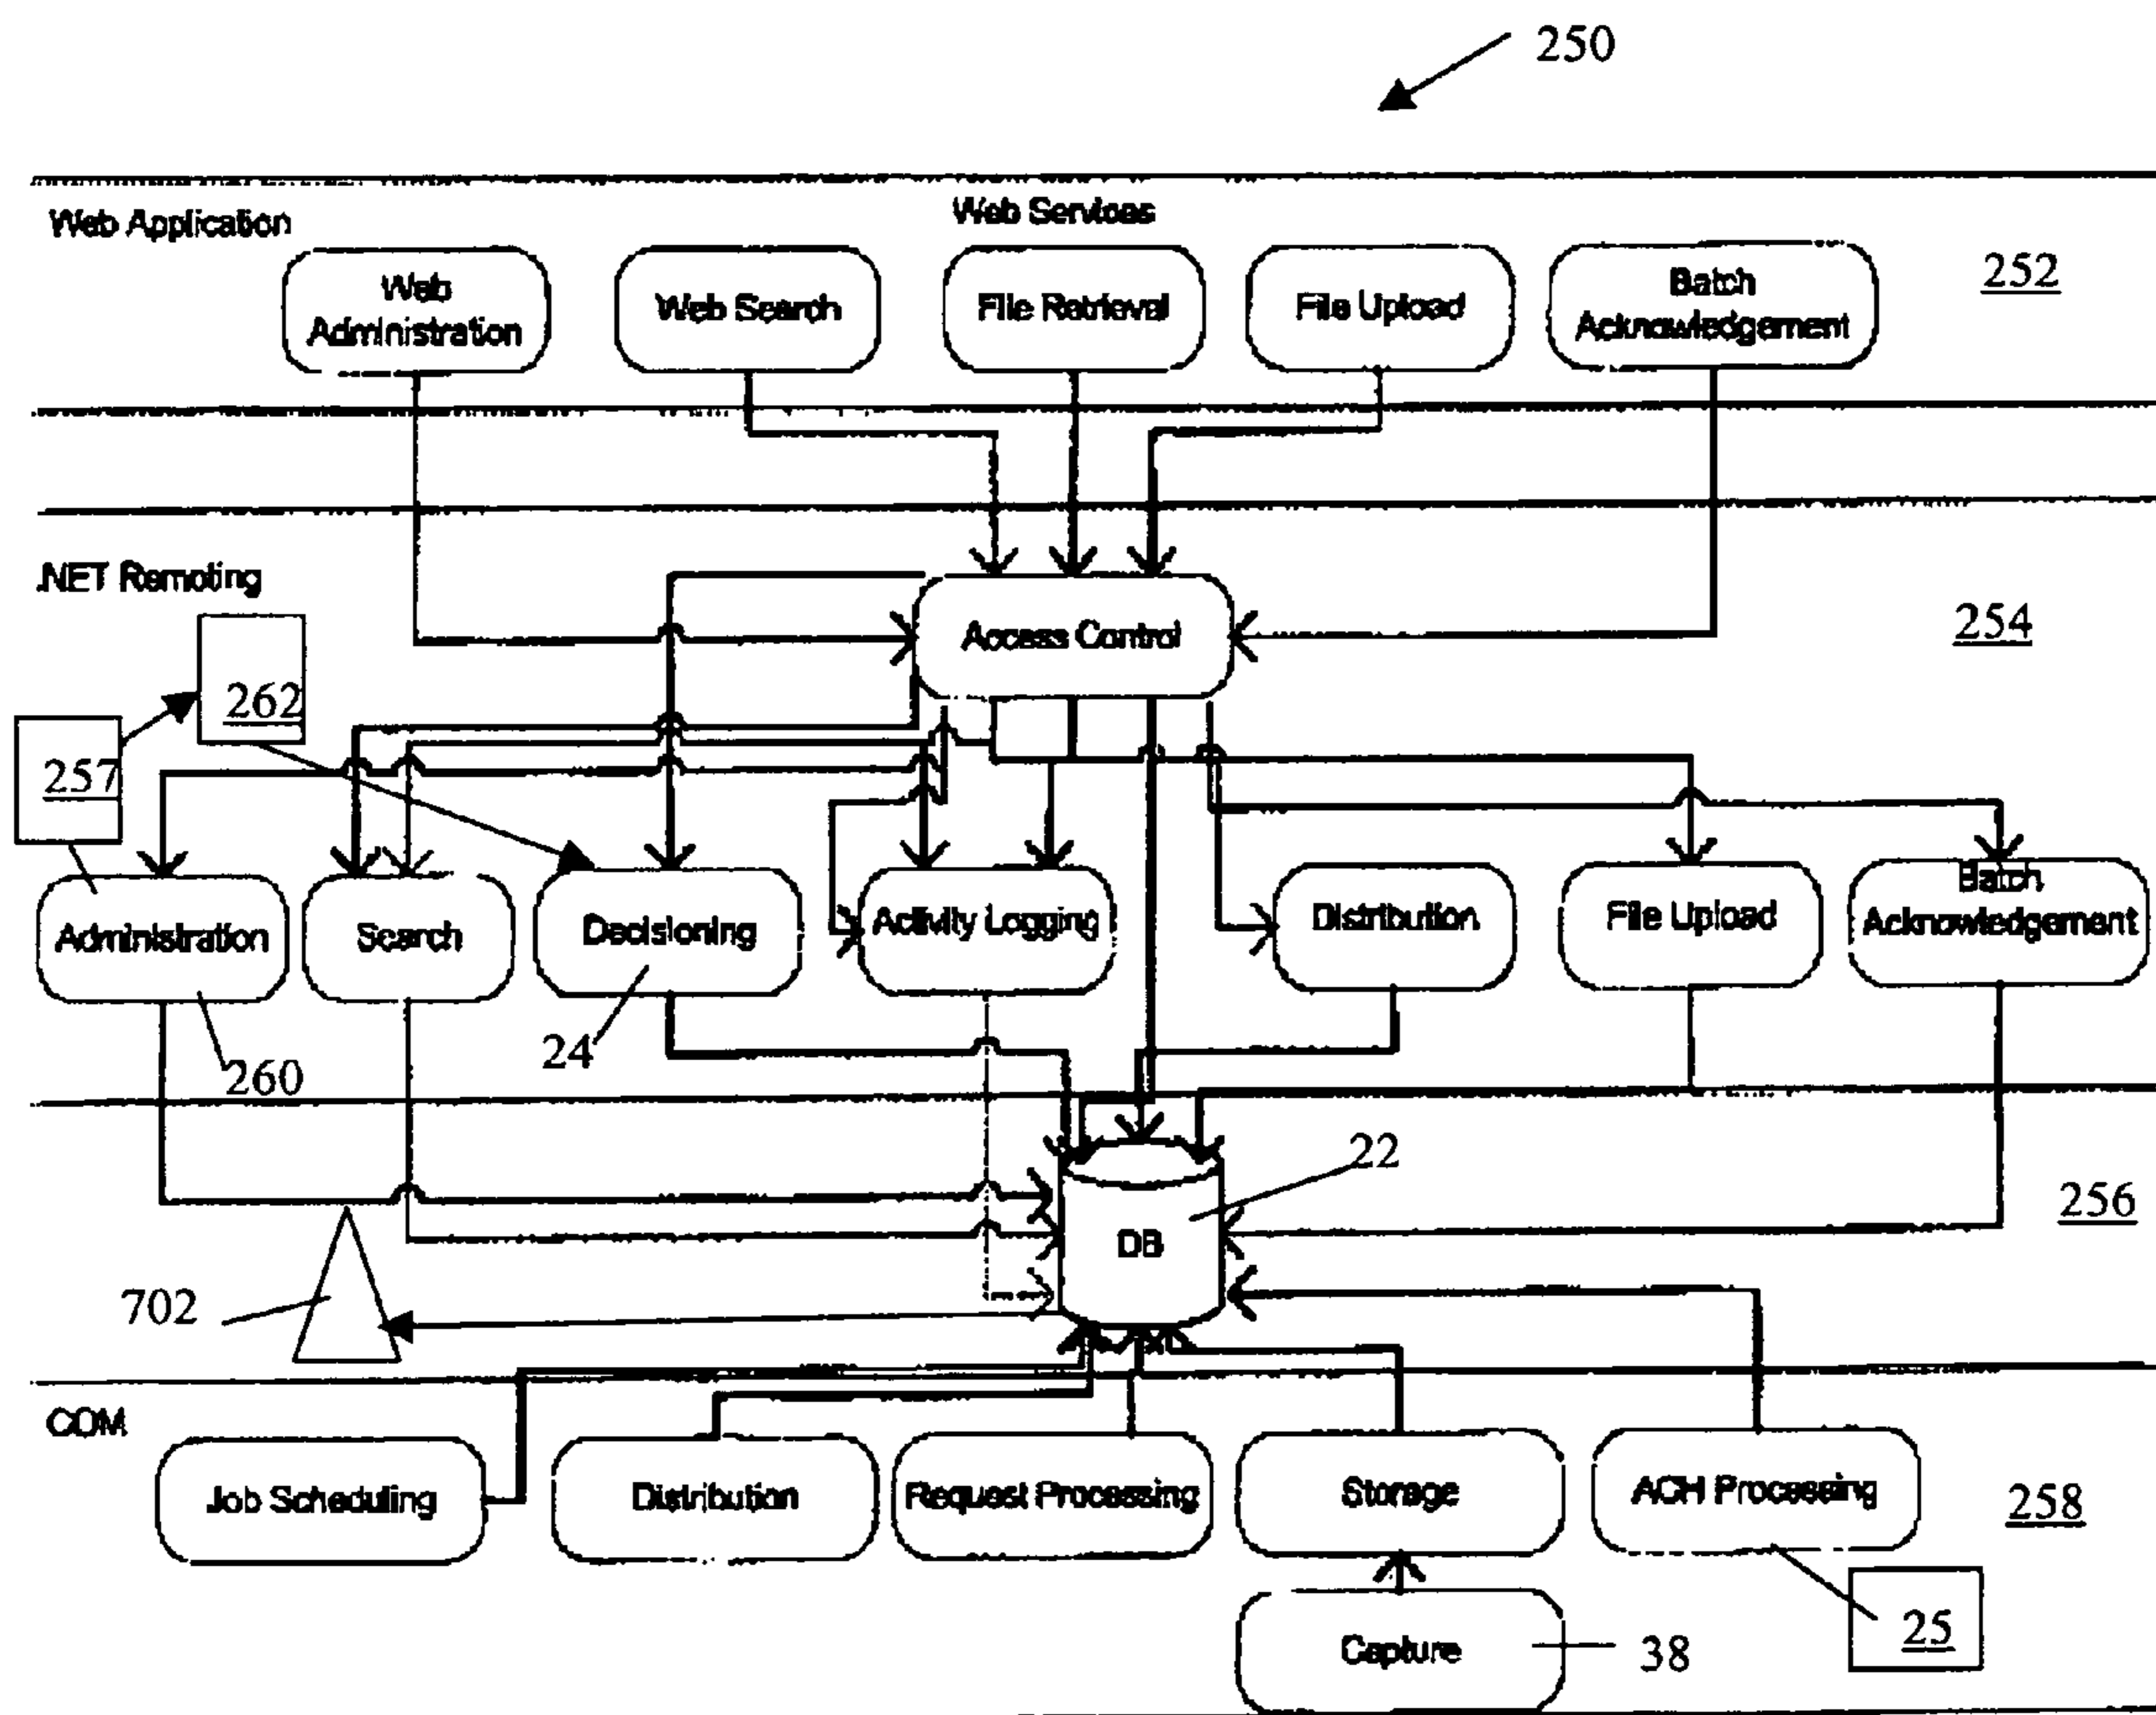 250
Web Application
Web Services
Web
Administration
Web Search
File Retrieval
File Upload
Batch
Acknowledgement
252
.NET Remoting
Access Control
254
262
257
Administration
Search
Decisioning
Activity Logging
Distribution
File Upload
Batch
Acknowledgement
24
260
22
DB
256
702
COM
Job Scheduling
Distribution
Request Processing
Storage
ACH Processing
258
Capture
38
25